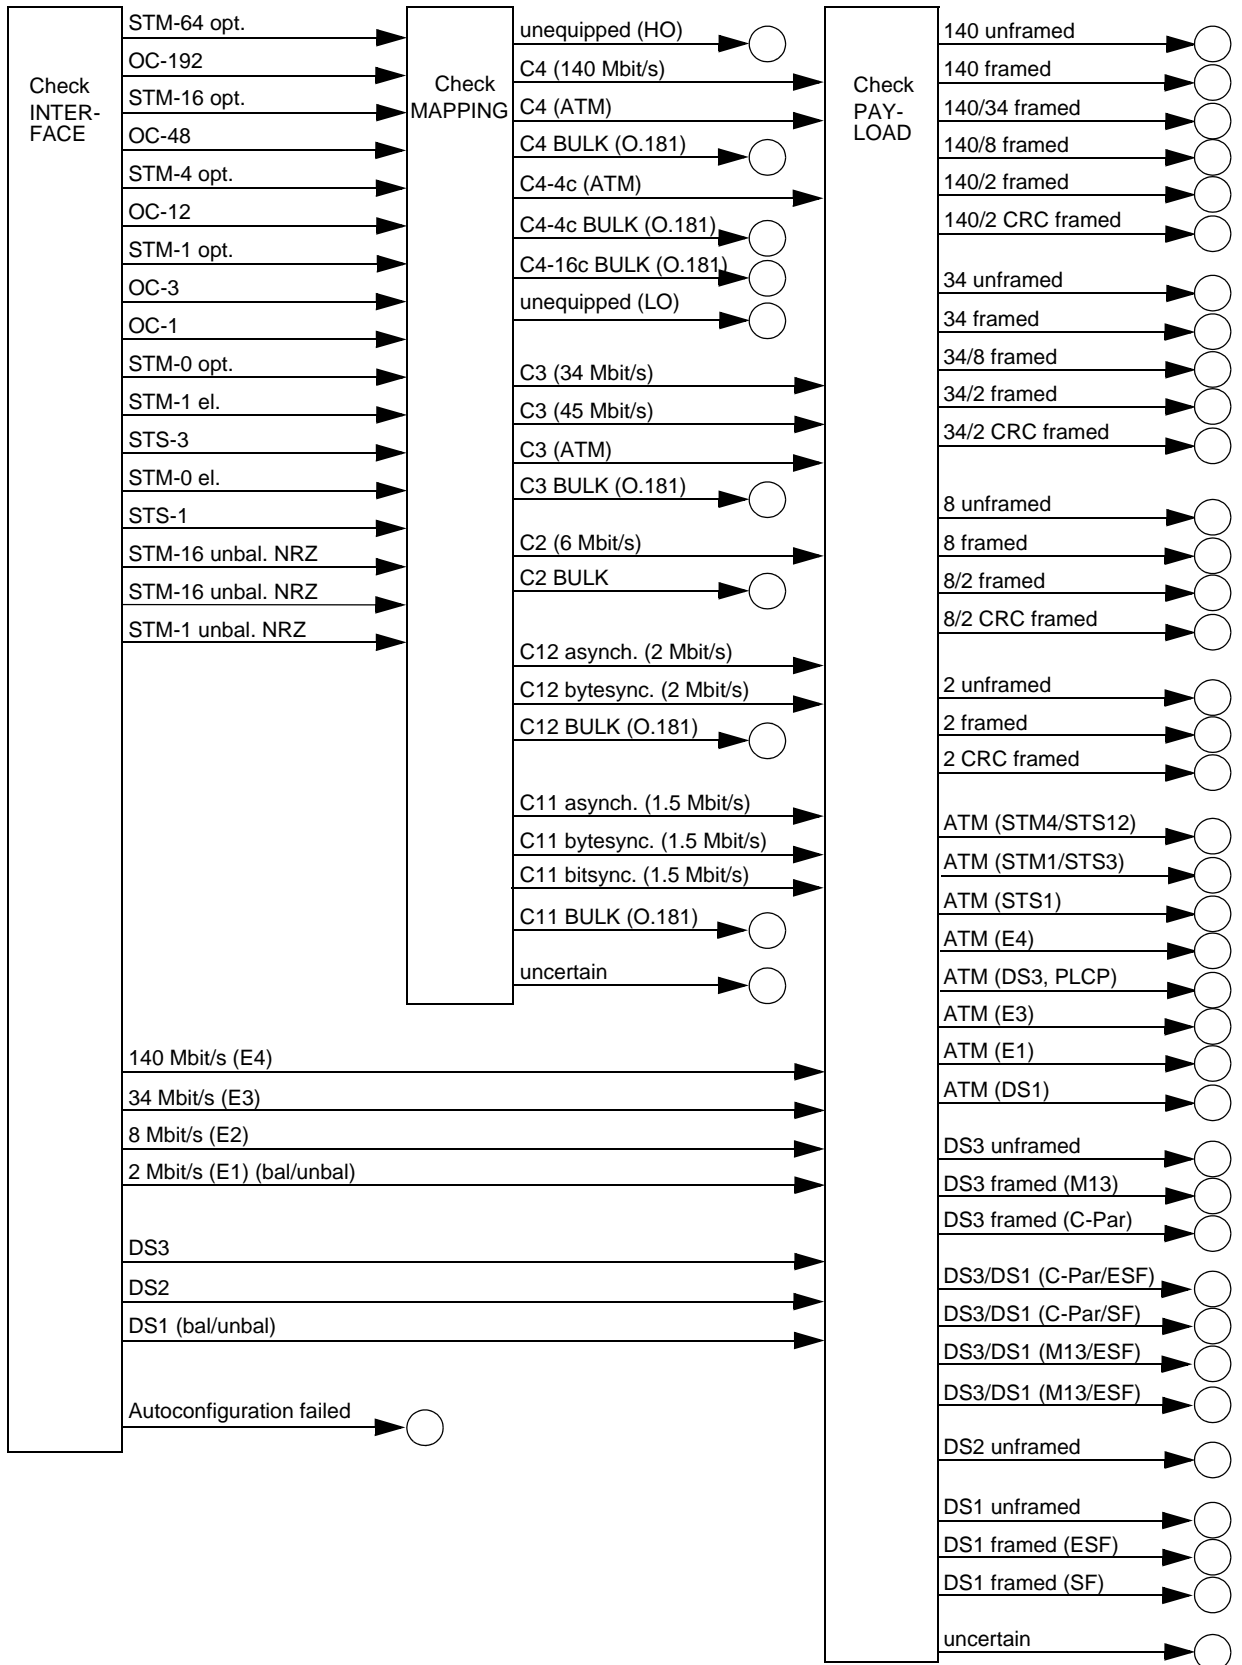 Check
INTER-
FACE
STM-64 opt.
OC-192
STM-16 opt.
OC-48
STM-4 opt.
OC-12
STM-1 opt.
OC-3
OC-1
STM-0 opt.
STM-1 el.
STS-3
STM-0 el.
STS-1
STM-16 unbal. NRZ
STM-16 unbal. NRZ
STM-1 unbal. NRZ
140 Mbit/s (E4)
34 Mbit/s (E3)
8 Mbit/s (E2)
2 Mbit/s (E1) (bal/unbal)
DS3
DS2
DS1 (bal/unbal)
Autoconfiguration failed
Check
MAPPING
unequipped (HO)
C4 (140 Mbit/s)
C4 (ATM)
C4 BULK (O.181)
C4-4c (ATM)
C4-4c BULK (O.181)
C4-16c BULK (O.181)
unequipped (LO)
C3 (34 Mbit/s)
C3 (45 Mbit/s)
C3 (ATM)
C3 BULK (O.181)
C2 (6 Mbit/s)
C2 BULK
C12 asynch. (2 Mbit/s)
C12 bytesync. (2 Mbit/s)
C12 BULK (O.181)
C11 asynch. (1.5 Mbit/s)
C11 bytesync. (1.5 Mbit/s)
C11 bitsync. (1.5 Mbit/s)
C11 BULK (O.181)
uncertain
Check
PAY-
LOAD
140 unframed
140 framed
140/34 framed
140/8 framed
140/2 framed
140/2 CRC framed
34 unframed
34 framed
34/8 framed
34/2 framed
34/2 CRC framed
8 unframed
8 framed
8/2 framed
8/2 CRC framed
2 unframed
2 framed
2 CRC framed
ATM (STM4/STS12)
ATM (STM1/STS3)
ATM (STS1)
ATM (E4)
ATM (DS3, PLCP)
ATM (E3)
ATM (E1)
ATM (DS1)
DS3 unframed
DS3 framed (M13)
DS3 framed (C-Par)
DS3/DS1 (C-Par/ESF)
DS3/DS1 (C-Par/SF)
DS3/DS1 (M13/ESF)
DS3/DS1 (M13/ESF)
DS2 unframed
DS1 unframed
DS1 framed (ESF)
DS1 framed (SF)
uncertain